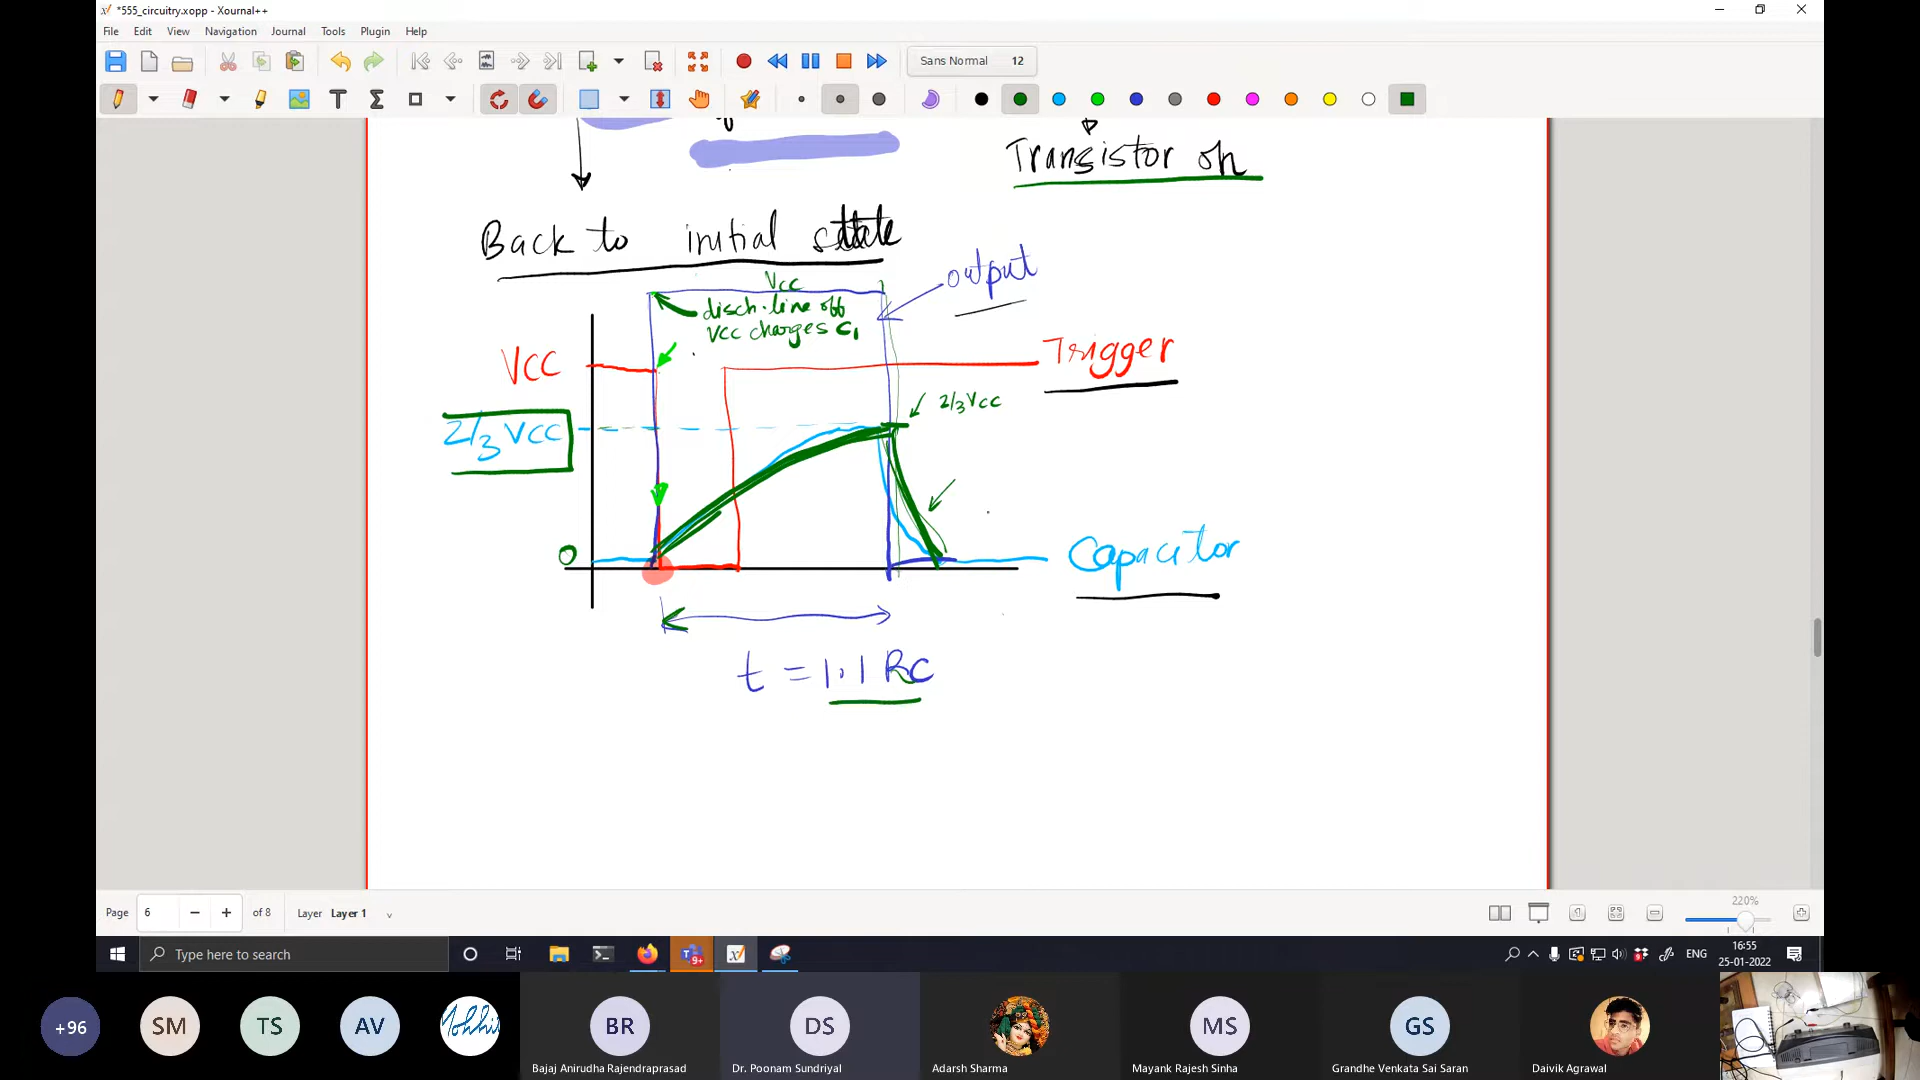 *555_circuitry.xopp - Xournal++
File Edit View Navigation Journal Tools Plugin Help
Sans Normal 12
Transistor on
Back to initial state
output
Vcc
disch. line off
Vcc charges C1
VCC
Trigger
2/3 Vcc
2/3 VCC
0
Capacitor
t = 1.1 RC
Page 6 of 8 Layer Layer 1
220%
Type here to search
9+
ENG
16:55
25-01-2022
+96 SM TS AV BR DS MS GS
Bajaj Anirudha Rajendraprasad Dr. Poonam Sundriyal Adarsh Sharma Mayank Rajesh Sinha Grandhe Venkata Sai Saran Daivik Agrawal